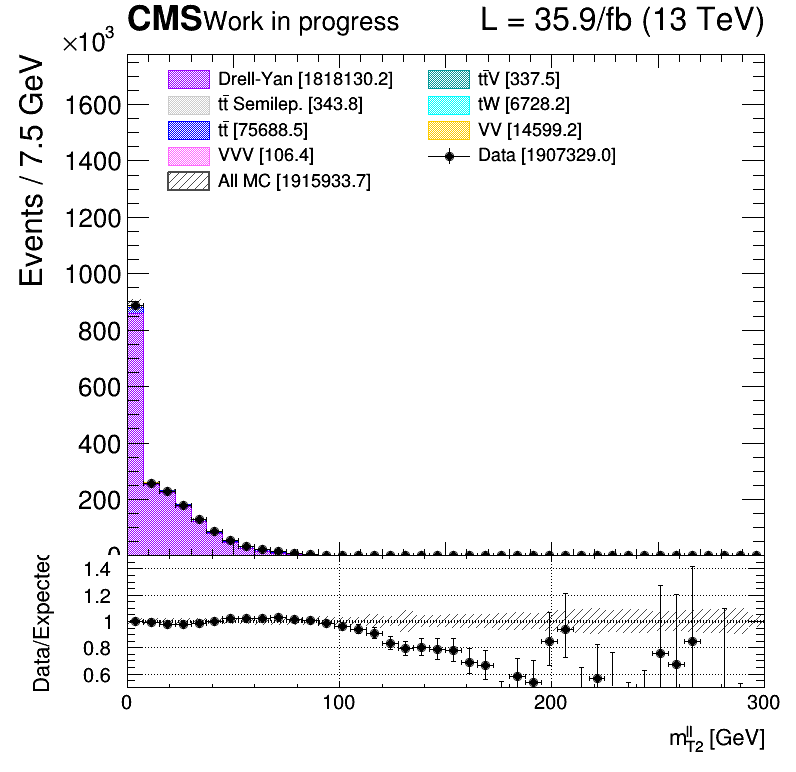 CMS Work in progress L = 35.9/fb (13 TeV)
×10³
Events / 7.5 GeV
Drell-Yan [1818130.2]
tt̄ Semilep. [343.8]
tt̄ [75688.5]
VVV [106.4]
All MC [1915933.7]
tt̄V [337.5]
tW [6728.2]
VV [14599.2]
Data [1907329.0]
1600
1400
1200
1000
800
600
400
200
0
Data/Expected
1.4
1.2
1
0.8
0.6
0 100 200 300
m_T2^ll [GeV]